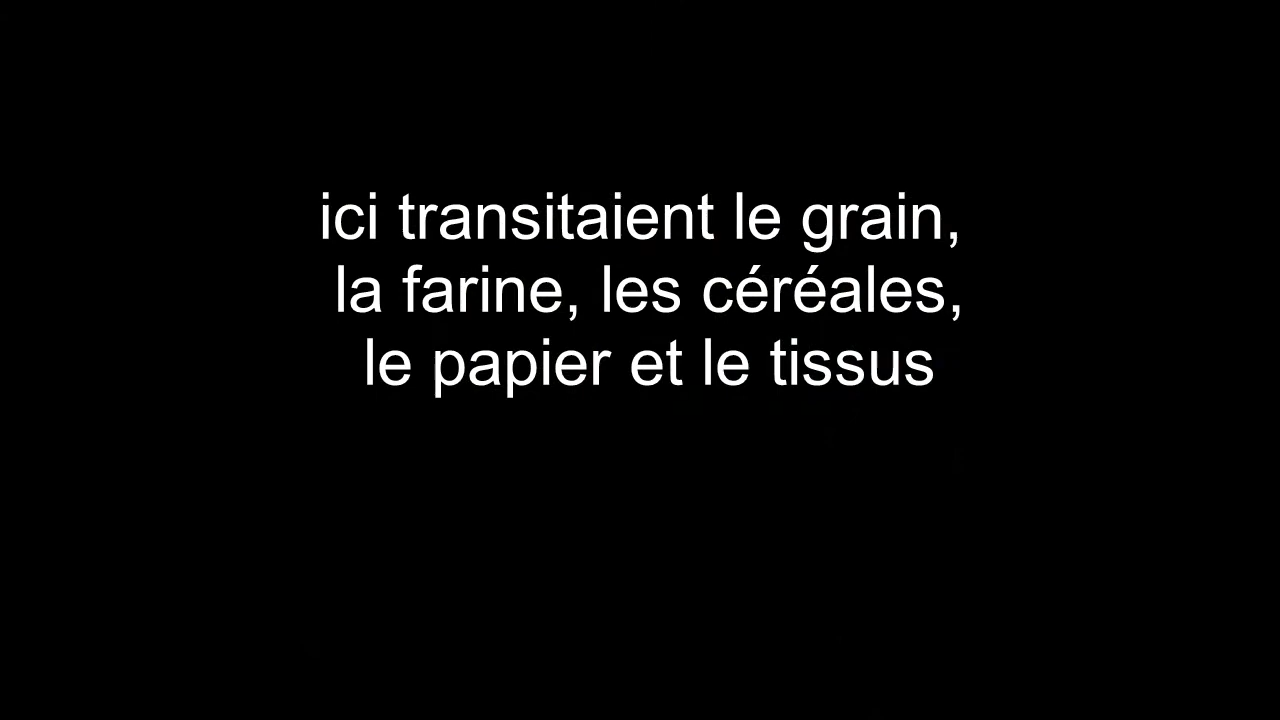 ici transitaient le grain,
la farine, les céréales,
le papier et le tissus